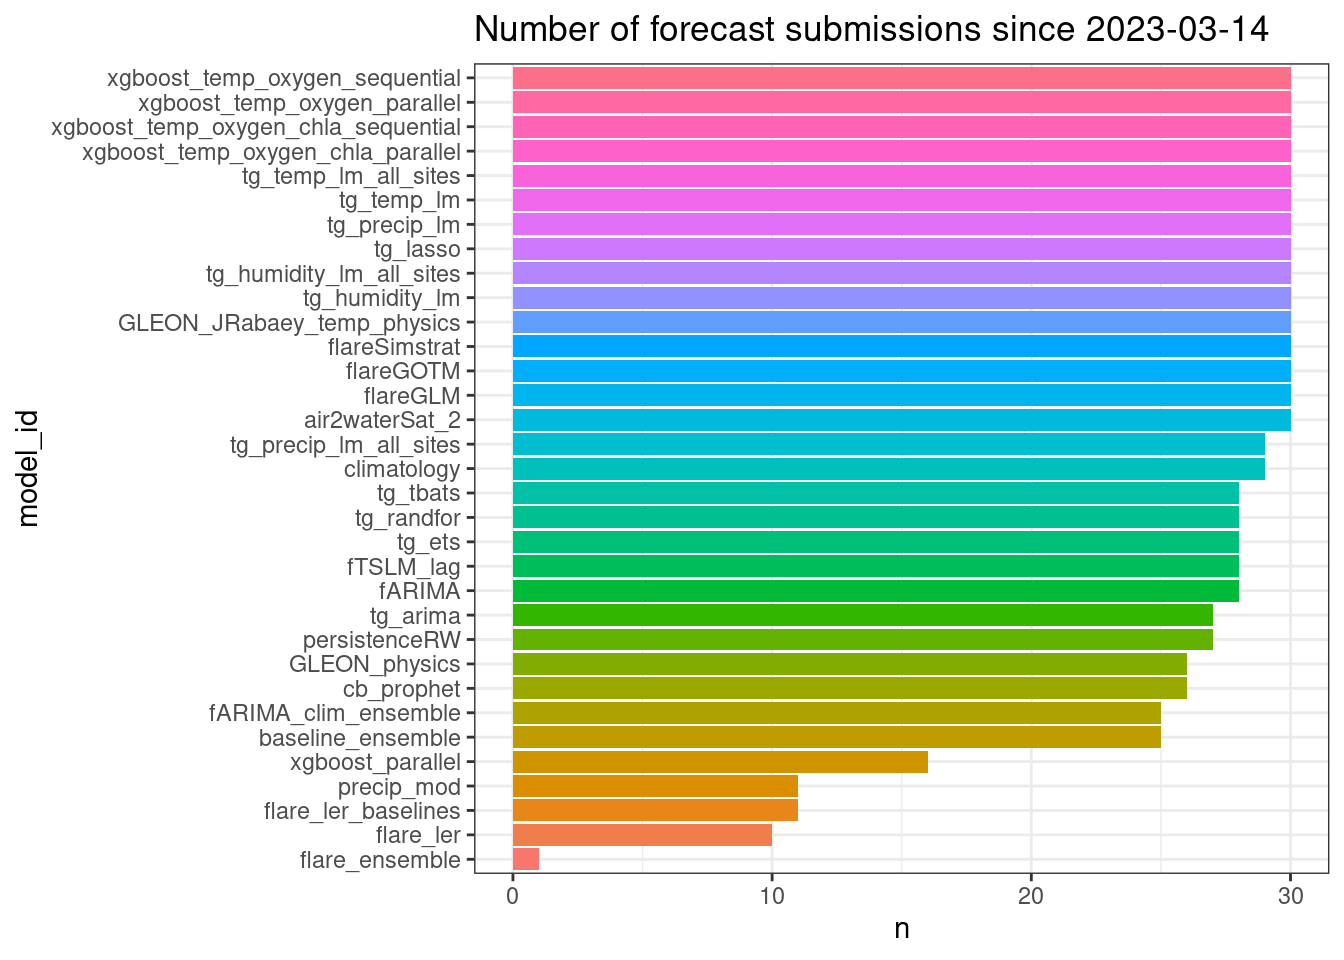 Number of forecast submissions since 2023-03-14
model_id
xgboost_temp_oxygen_sequential
xgboost_temp_oxygen_parallel
xgboost_temp_oxygen_chla_sequential
xgboost_temp_oxygen_chla_parallel
tg_temp_lm_all_sites
tg_temp_lm
tg_precip_lm
tg_lasso
tg_humidity_lm_all_sites
tg_humidity_lm
GLEON_JRabaey_temp_physics
flareSimstrat
flareGOTM
flareGLM
air2waterSat_2
tg_precip_lm_all_sites
climatology
tg_tbats
tg_randfor
tg_ets
fTSLM_lag
fARIMA
tg_arima
persistenceRW
GLEON_physics
cb_prophet
fARIMA_clim_ensemble
baseline_ensemble
xgboost_parallel
precip_mod
flare_ler_baselines
flare_ler
flare_ensemble
0 10 20 30
n